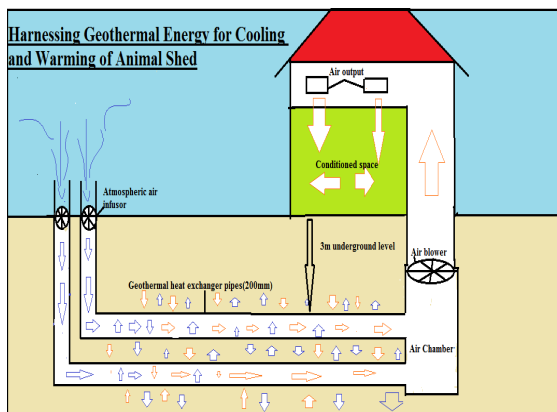 Harnessing Geothermal Energy for Cooling
and Warming of Animal Shed
Air output
Conditioned space
Atmospheric air
infusor
3m underground level
Air blower
Geothermal heat exchanger pipes(200mm)
Air Chamber